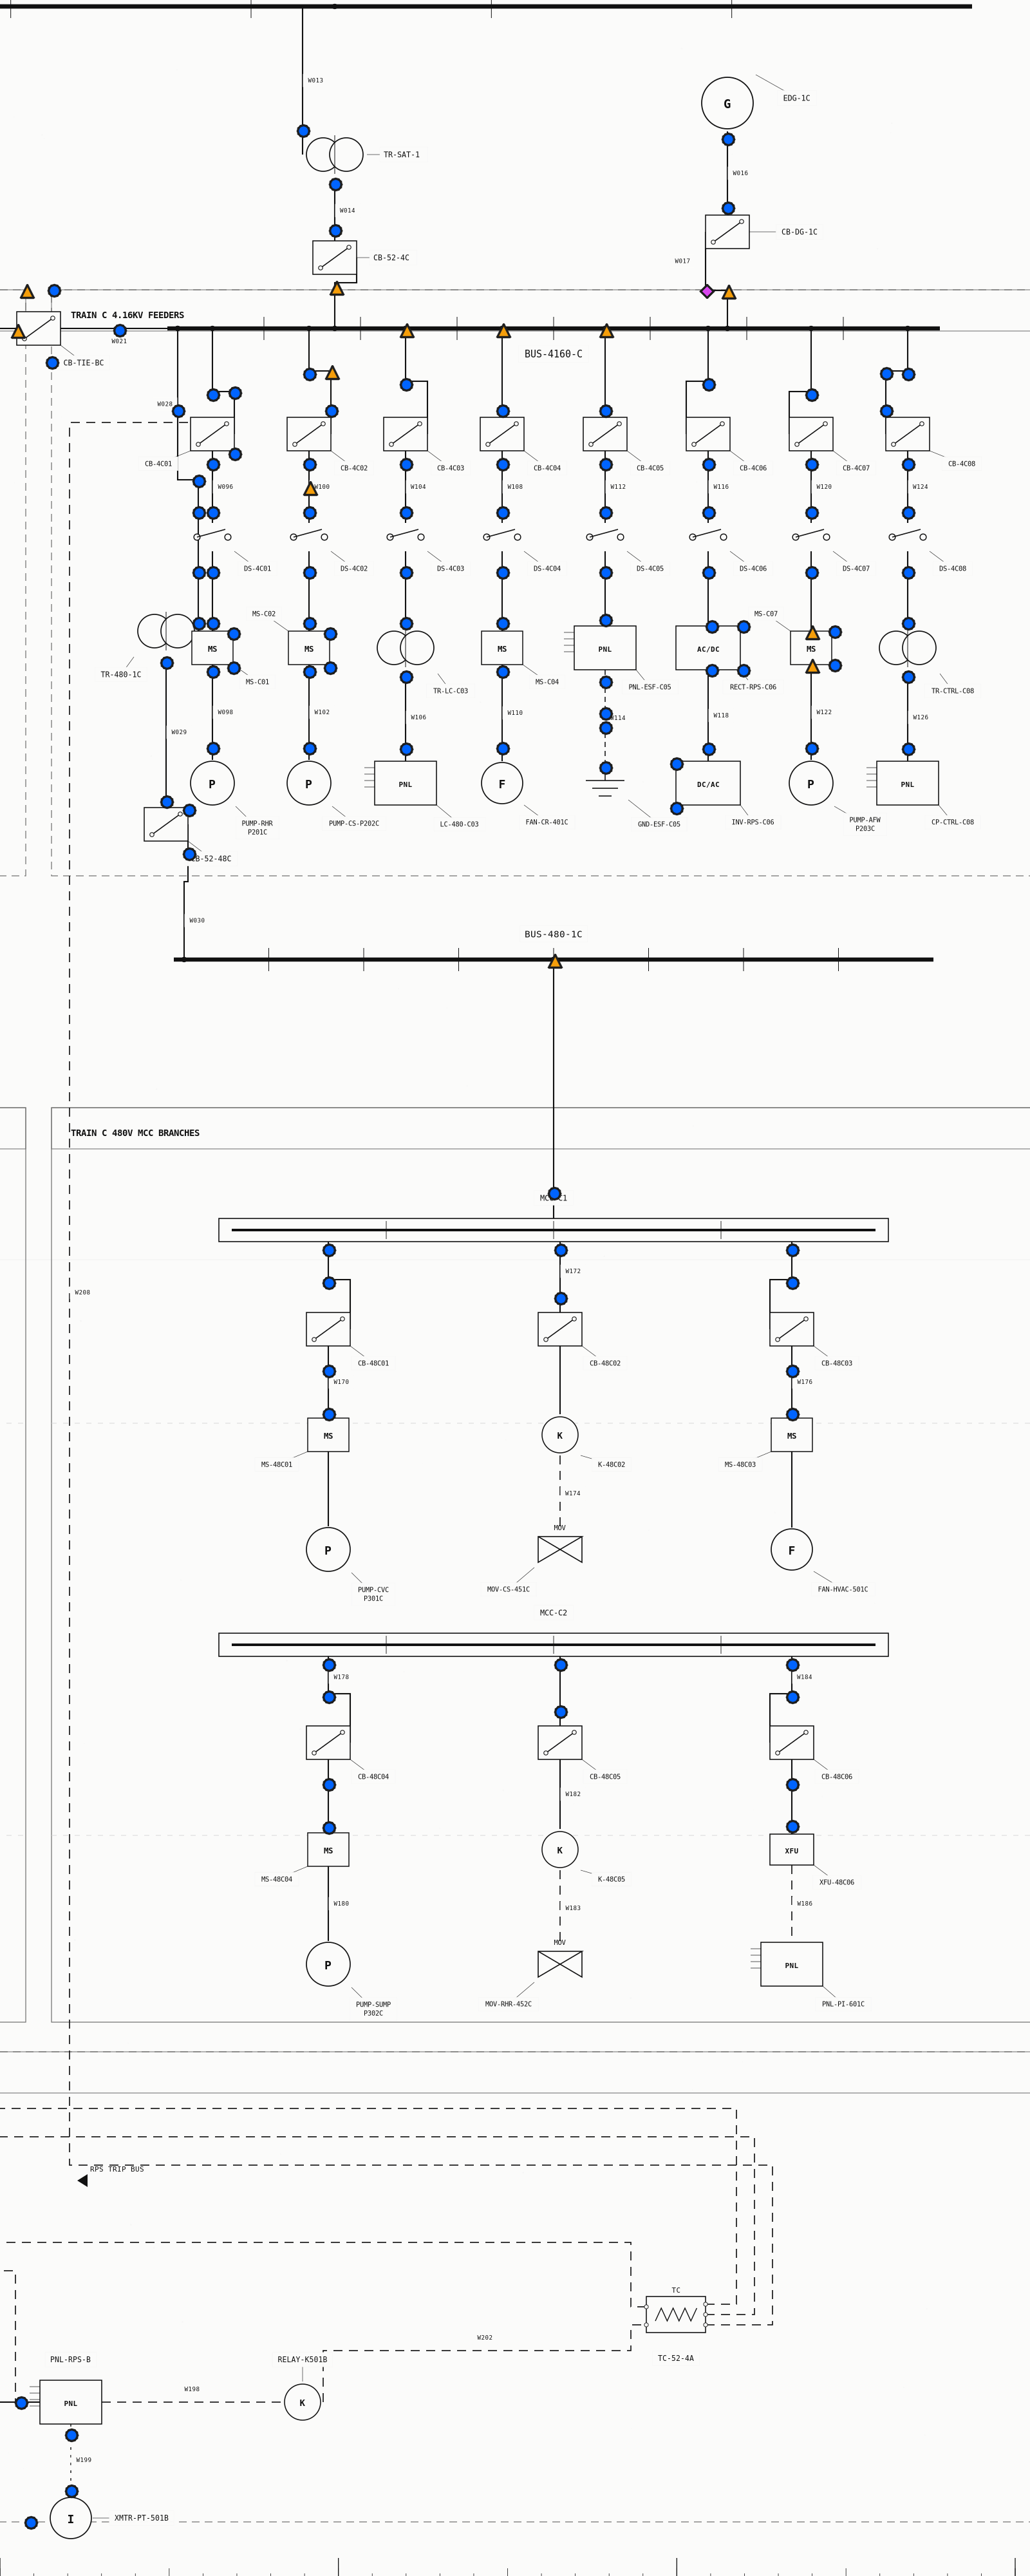 W013
G
EDG-1C
TR-SAT-1
W016
W014
CB-DG-1C
CB-52-4C
W017
TRAIN C 4.16KV FEEDERS
W021
CB-TIE-BC
BUS-4160-C
W028
CB-4C01
CB-4C02
CB-4C03
CB-4C04
CB-4C05
CB-4C06
CB-4C07
CB-4C08
W096
W100
W104
W108
W112
W116
W120
W124
DS-4C01
DS-4C02
DS-4C03
DS-4C04
DS-4C05
DS-4C06
DS-4C07
DS-4C08
MS-C02
MS-C07
MS
MS
MS
PNL
AC/DC
MS
TR-480-1C
MS-C01
TR-LC-C03
MS-C04
PNL-ESF-C05
RECT-RPS-C06
TR-CTRL-C08
W029
W098
W102
W106
W110
W114
W118
W122
W126
P
P
PNL
F
DC/AC
P
PNL
PUMP-RHR
P201C
PUMP-CS-P202C
LC-480-C03
FAN-CR-401C
GND-ESF-C05
INV-RPS-C06
PUMP-AFW
P203C
CP-CTRL-C08
CB-52-48C
W030
BUS-480-1C
TRAIN C 480V MCC BRANCHES
MCC-C1
W172
W208
CB-48C01
CB-48C02
CB-48C03
W170
W176
MS
K
MS
MS-48C01
K-48C02
MS-48C03
W174
MOV
P
F
PUMP-CVC
P301C
MOV-CS-451C
FAN-HVAC-501C
MCC-C2
W178
W184
CB-48C04
CB-48C05
CB-48C06
W182
MS
K
XFU
MS-48C04
K-48C05
XFU-48C06
W180
W183
W186
MOV
P
PNL
PUMP-SUMP
P302C
MOV-RHR-452C
PNL-PI-601C
RPS TRIP BUS
TC
W202
TC-52-4A
PNL-RPS-B
RELAY-K501B
W198
PNL
K
W199
I
XMTR-PT-501B